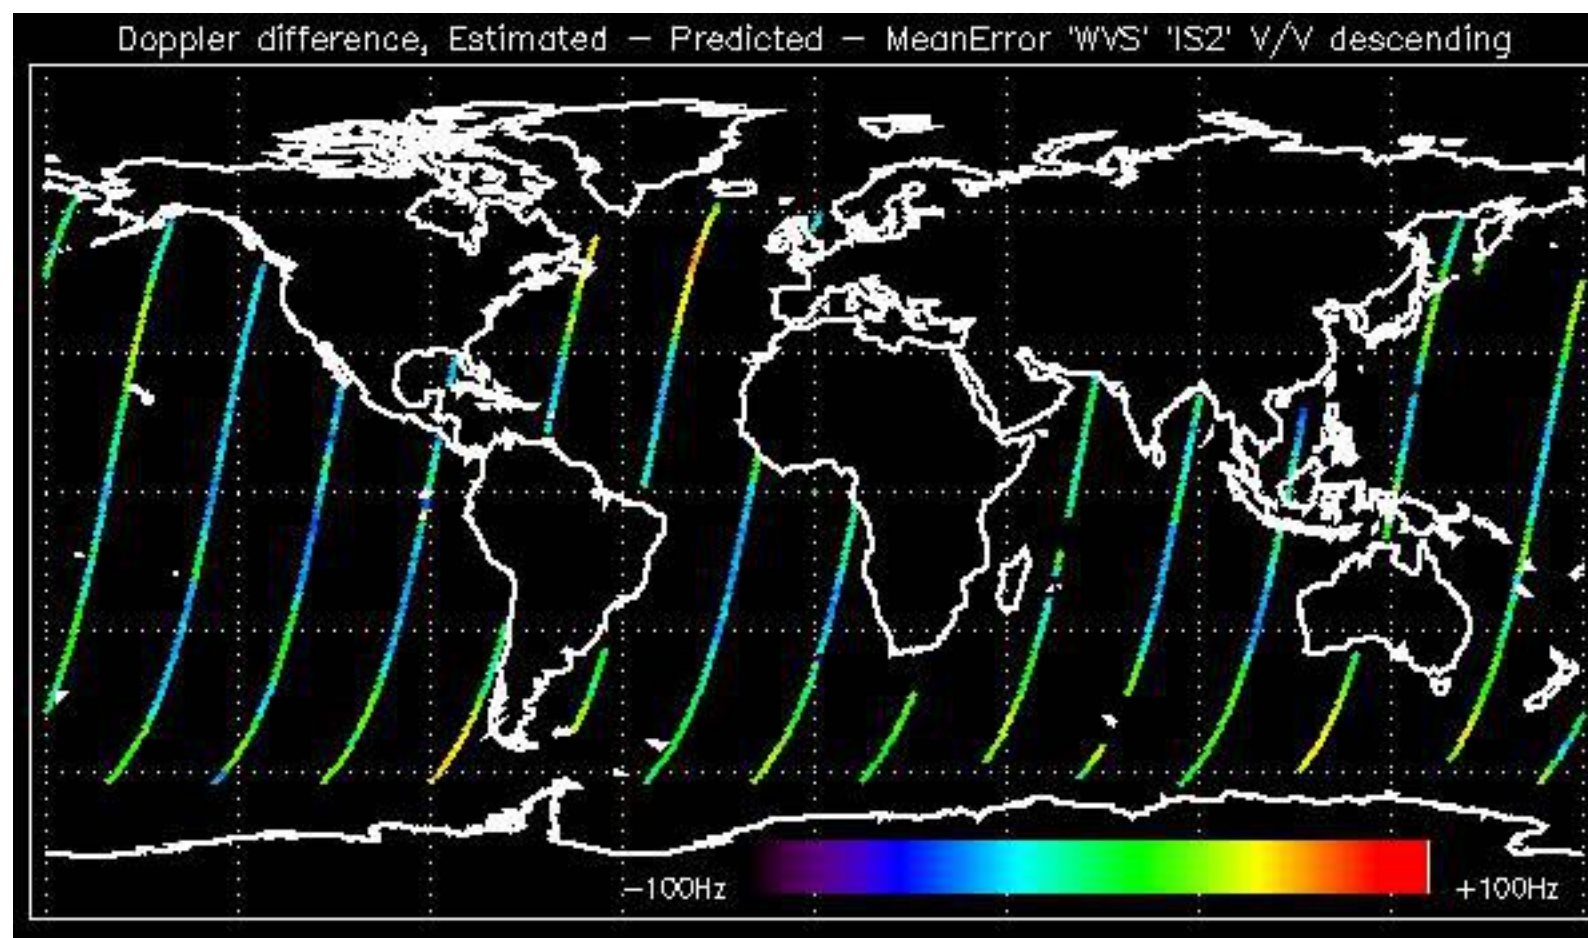 Doppler difference, Estimated – Predicted – MeanError 'WVS' 'IS2' V/V descending
–100Hz +100Hz